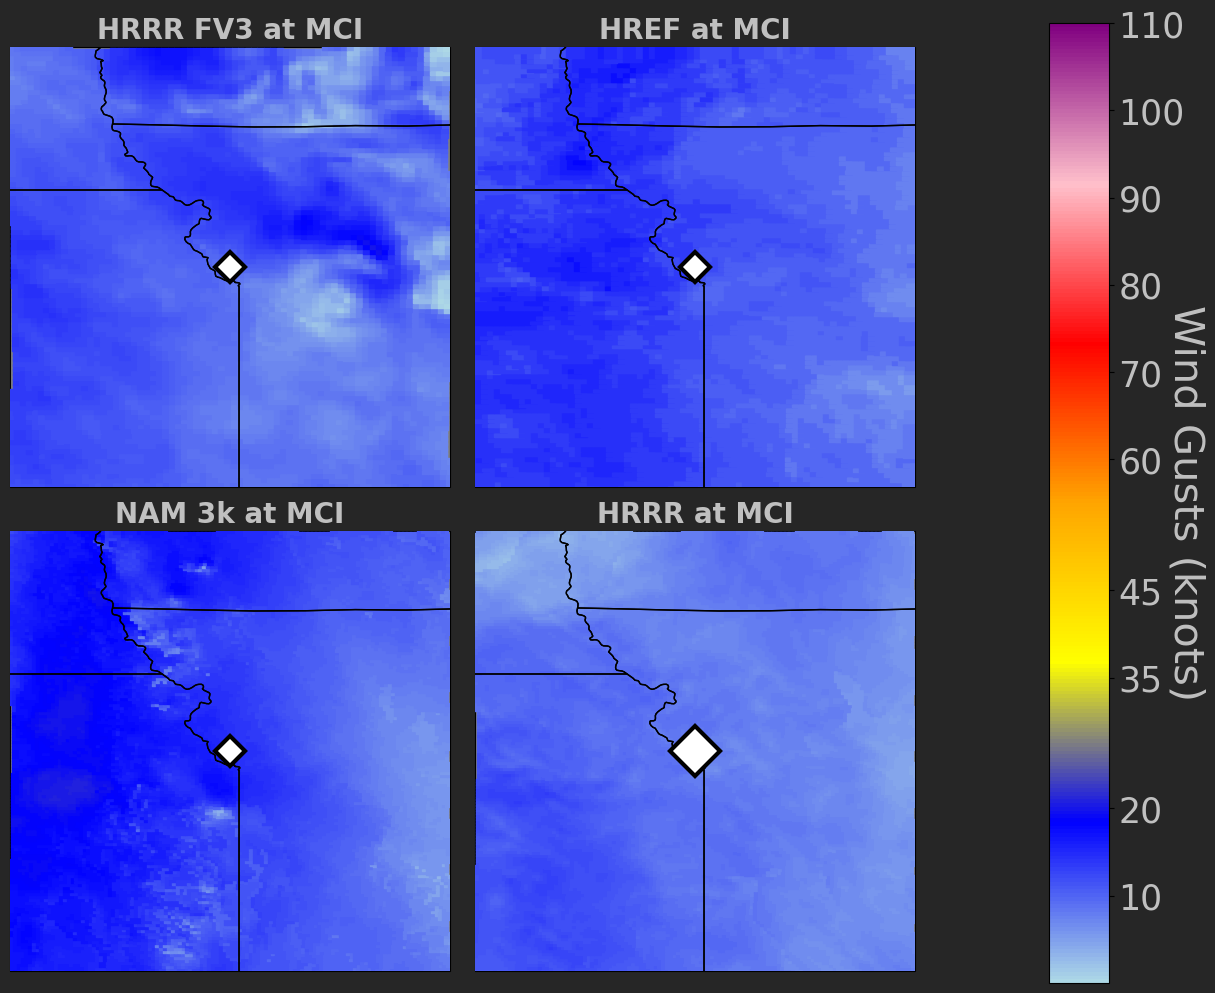 HRRR FV3 at MCI
HREF at MCI
NAM 3k at MCI
HRRR at MCI
110
100
90
80
70
60
45
35
20
10
Wind Gusts (knots)